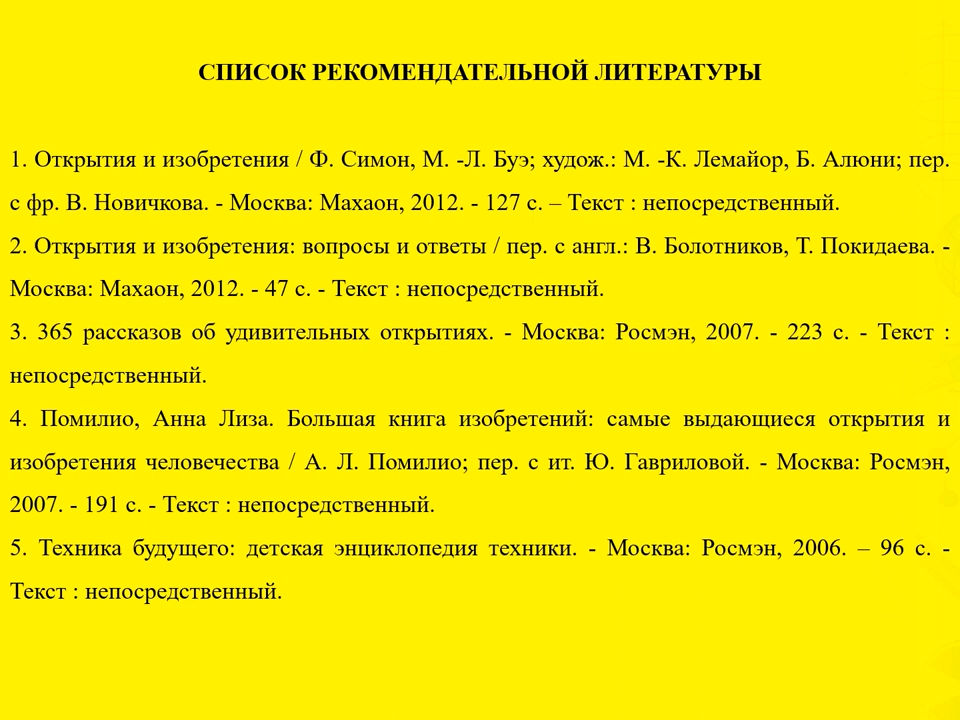 СПИСОК РЕКОМЕНДАТЕЛЬНОЙ ЛИТЕРАТУРЫ
1. Открытия и изобретения / Ф. Симон, М. -Л. Буэ; худож.: М. -К. Лемайор, Б. Алюни; пер.
с фр. В. Новичкова. - Москва: Махаон, 2012. - 127 с. – Текст : непосредственный.
2. Открытия и изобретения: вопросы и ответы / пер. с англ.: В. Болотников, Т. Покидаева. -
Москва: Махаон, 2012. - 47 с. - Текст : непосредственный.
3. 365 рассказов об удивительных открытиях. - Москва: Росмэн, 2007. - 223 с. - Текст :
непосредственный.
4. Помилио, Анна Лиза. Большая книга изобретений: самые выдающиеся открытия и
изобретения человечества / А. Л. Помилио; пер. с ит. Ю. Гавриловой. - Москва: Росмэн,
2007. - 191 с. - Текст : непосредственный.
5. Техника будущего: детская энциклопедия техники. - Москва: Росмэн, 2006. – 96 с. -
Текст : непосредственный.